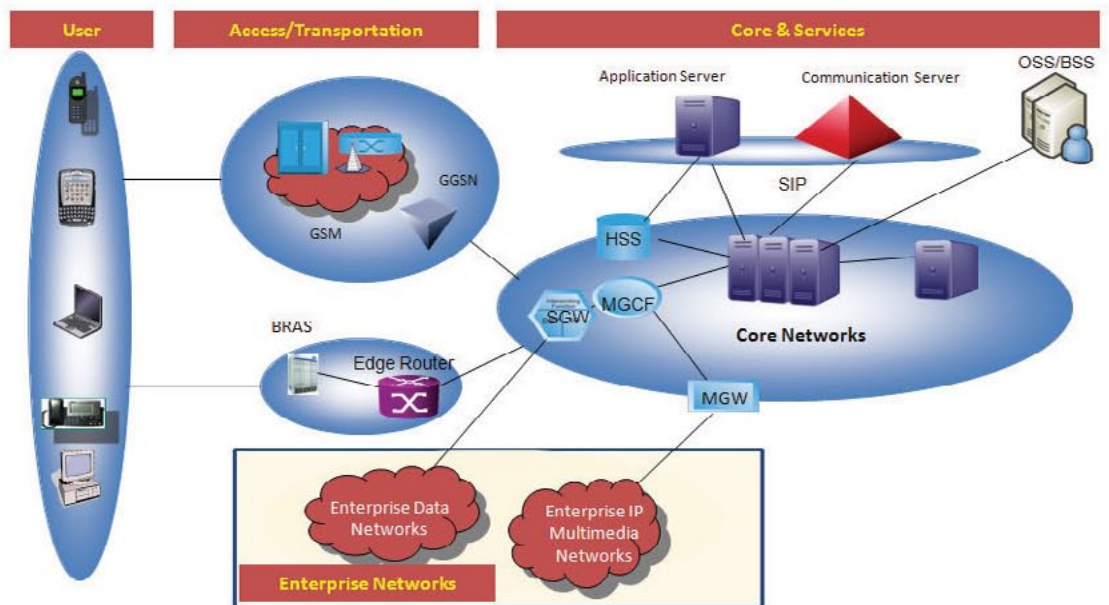 User
Access/Transportation
Core & Services
Application Server
Communication Server
OSS/BSS
GGSN
GSM
SIP
HSS
SGW
MGCF
Core Networks
BRAS
Edge Router
MGW
Enterprise Data
Networks
Enterprise IP
Multimedia
Networks
Enterprise Networks